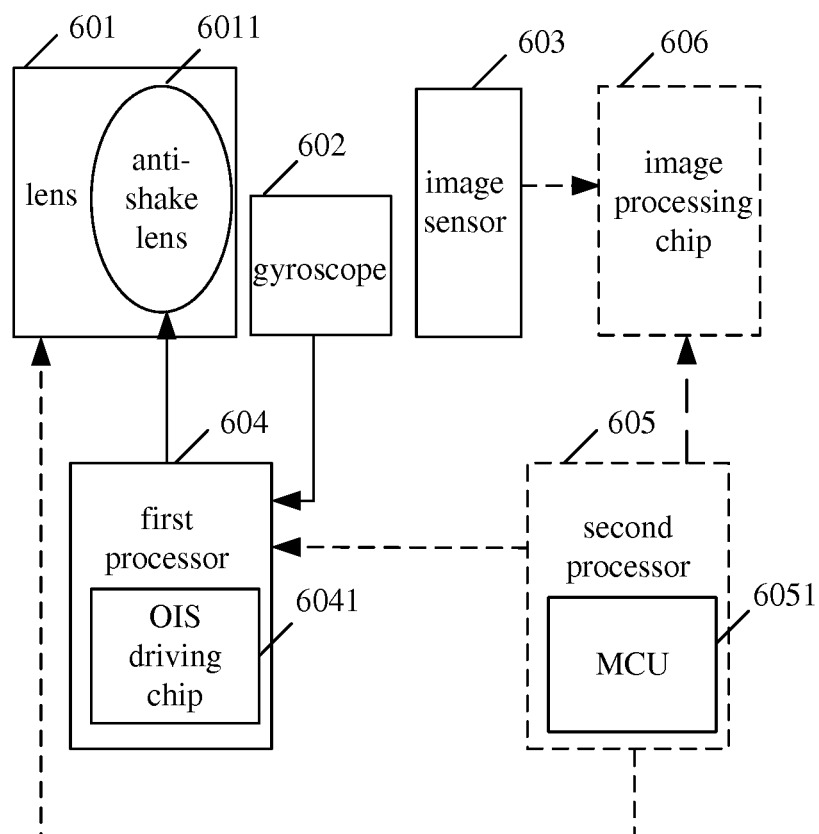 601
6011
lens
anti-
shake
lens
602
gyroscope
603
image
sensor
606
image
processing
chip
604
first
processor
OIS
driving
chip
6041
605
second
processor
MCU
6051